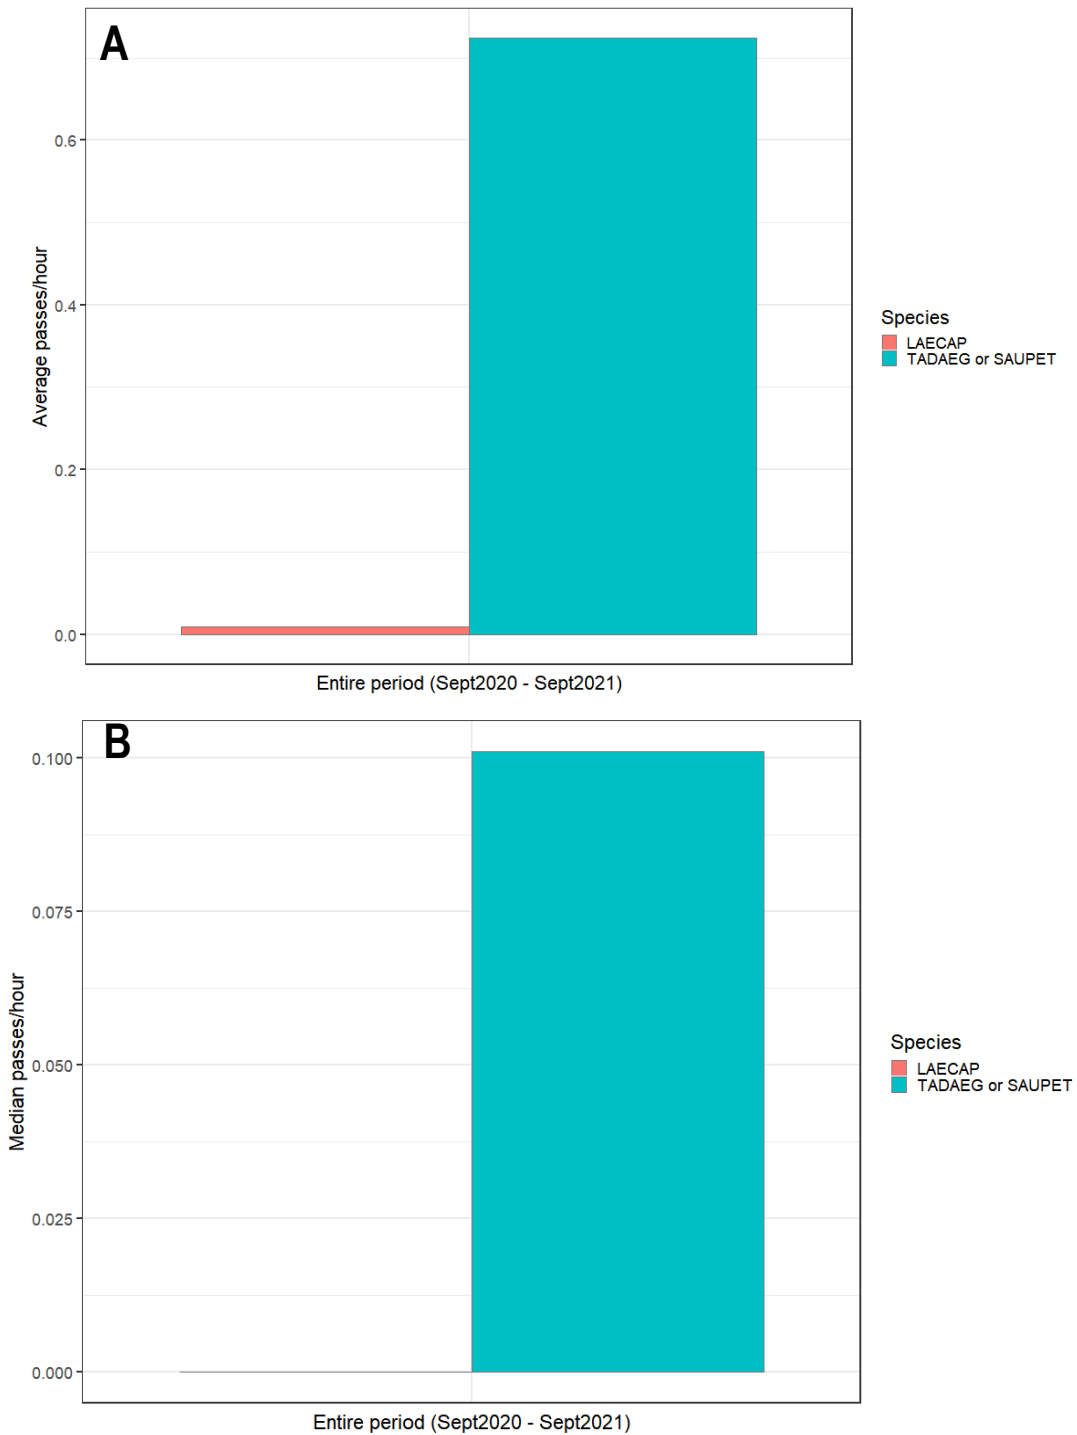 A
0.6
0.4
0.2
0.0
Average passes/hour
Entire period (Sept2020 - Sept2021)
Species
LAECAP
TADAEG or SAUPET
B
0.100
0.075
0.050
0.025
0.000
Median passes/hour
Entire period (Sept2020 - Sept2021)
Species
LAECAP
TADAEG or SAUPET